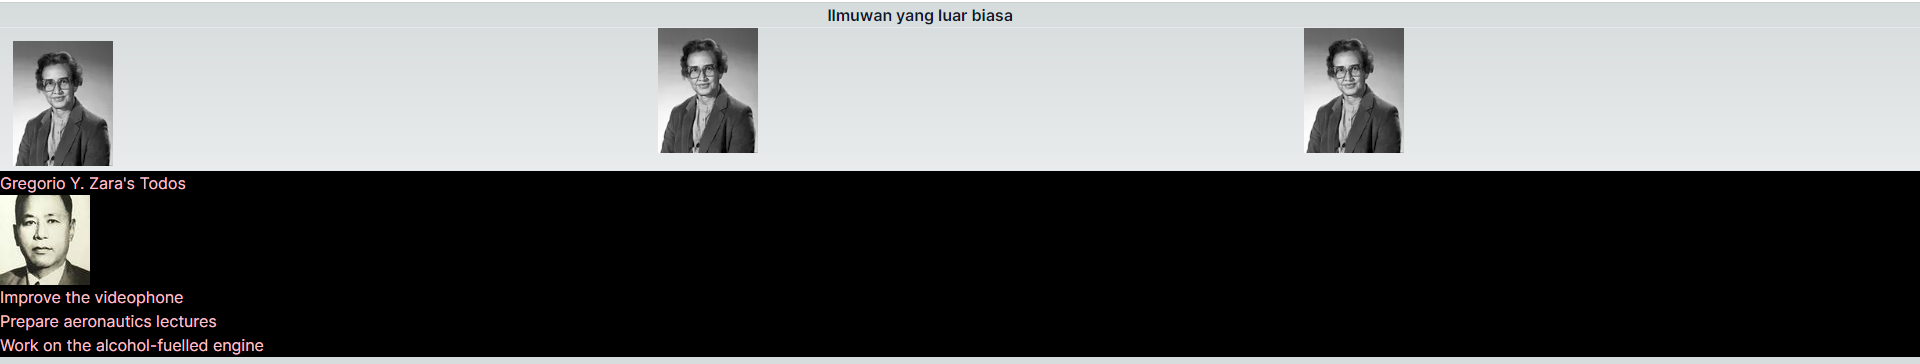 Ilmuwan yang luar biasa
Gregorio Y. Zara's Todos
Improve the videophone
Prepare aeronautics lectures
Work on the alcohol-fuelled engine